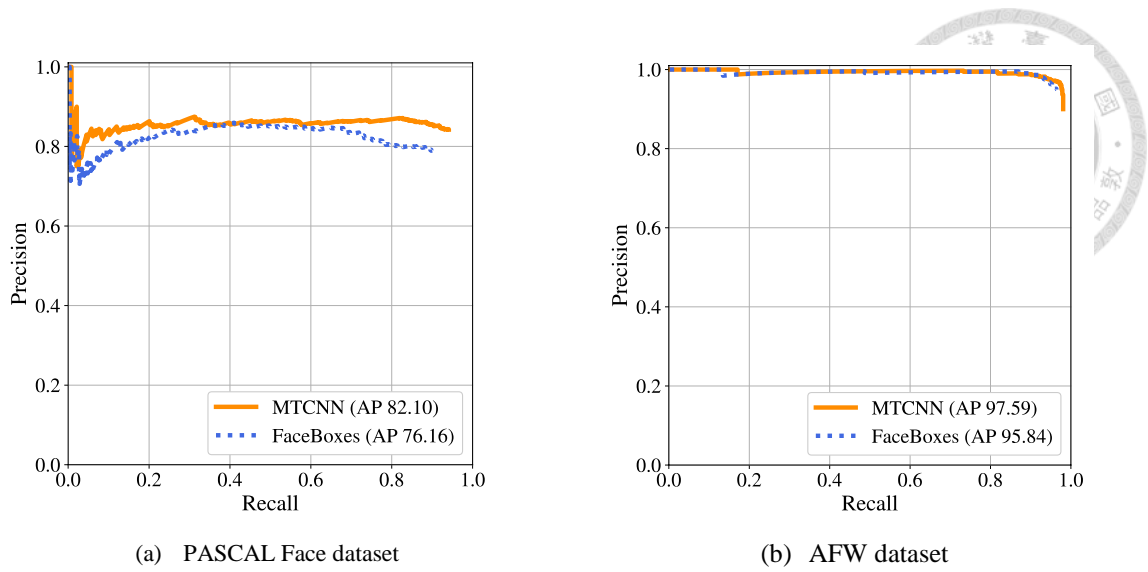 1.0
0.8
0.6
0.4
0.2
0.0
Precision
MTCNN (AP 82.10)
FaceBoxes (AP 76.16)
0.0 0.2 0.4 0.6 0.8 1.0
Recall
(a) PASCAL Face dataset
1.0
0.8
0.6
0.4
0.2
0.0
Precision
MTCNN (AP 97.59)
FaceBoxes (AP 95.84)
0.0 0.2 0.4 0.6 0.8 1.0
Recall
(b) AFW dataset
國
敦
品